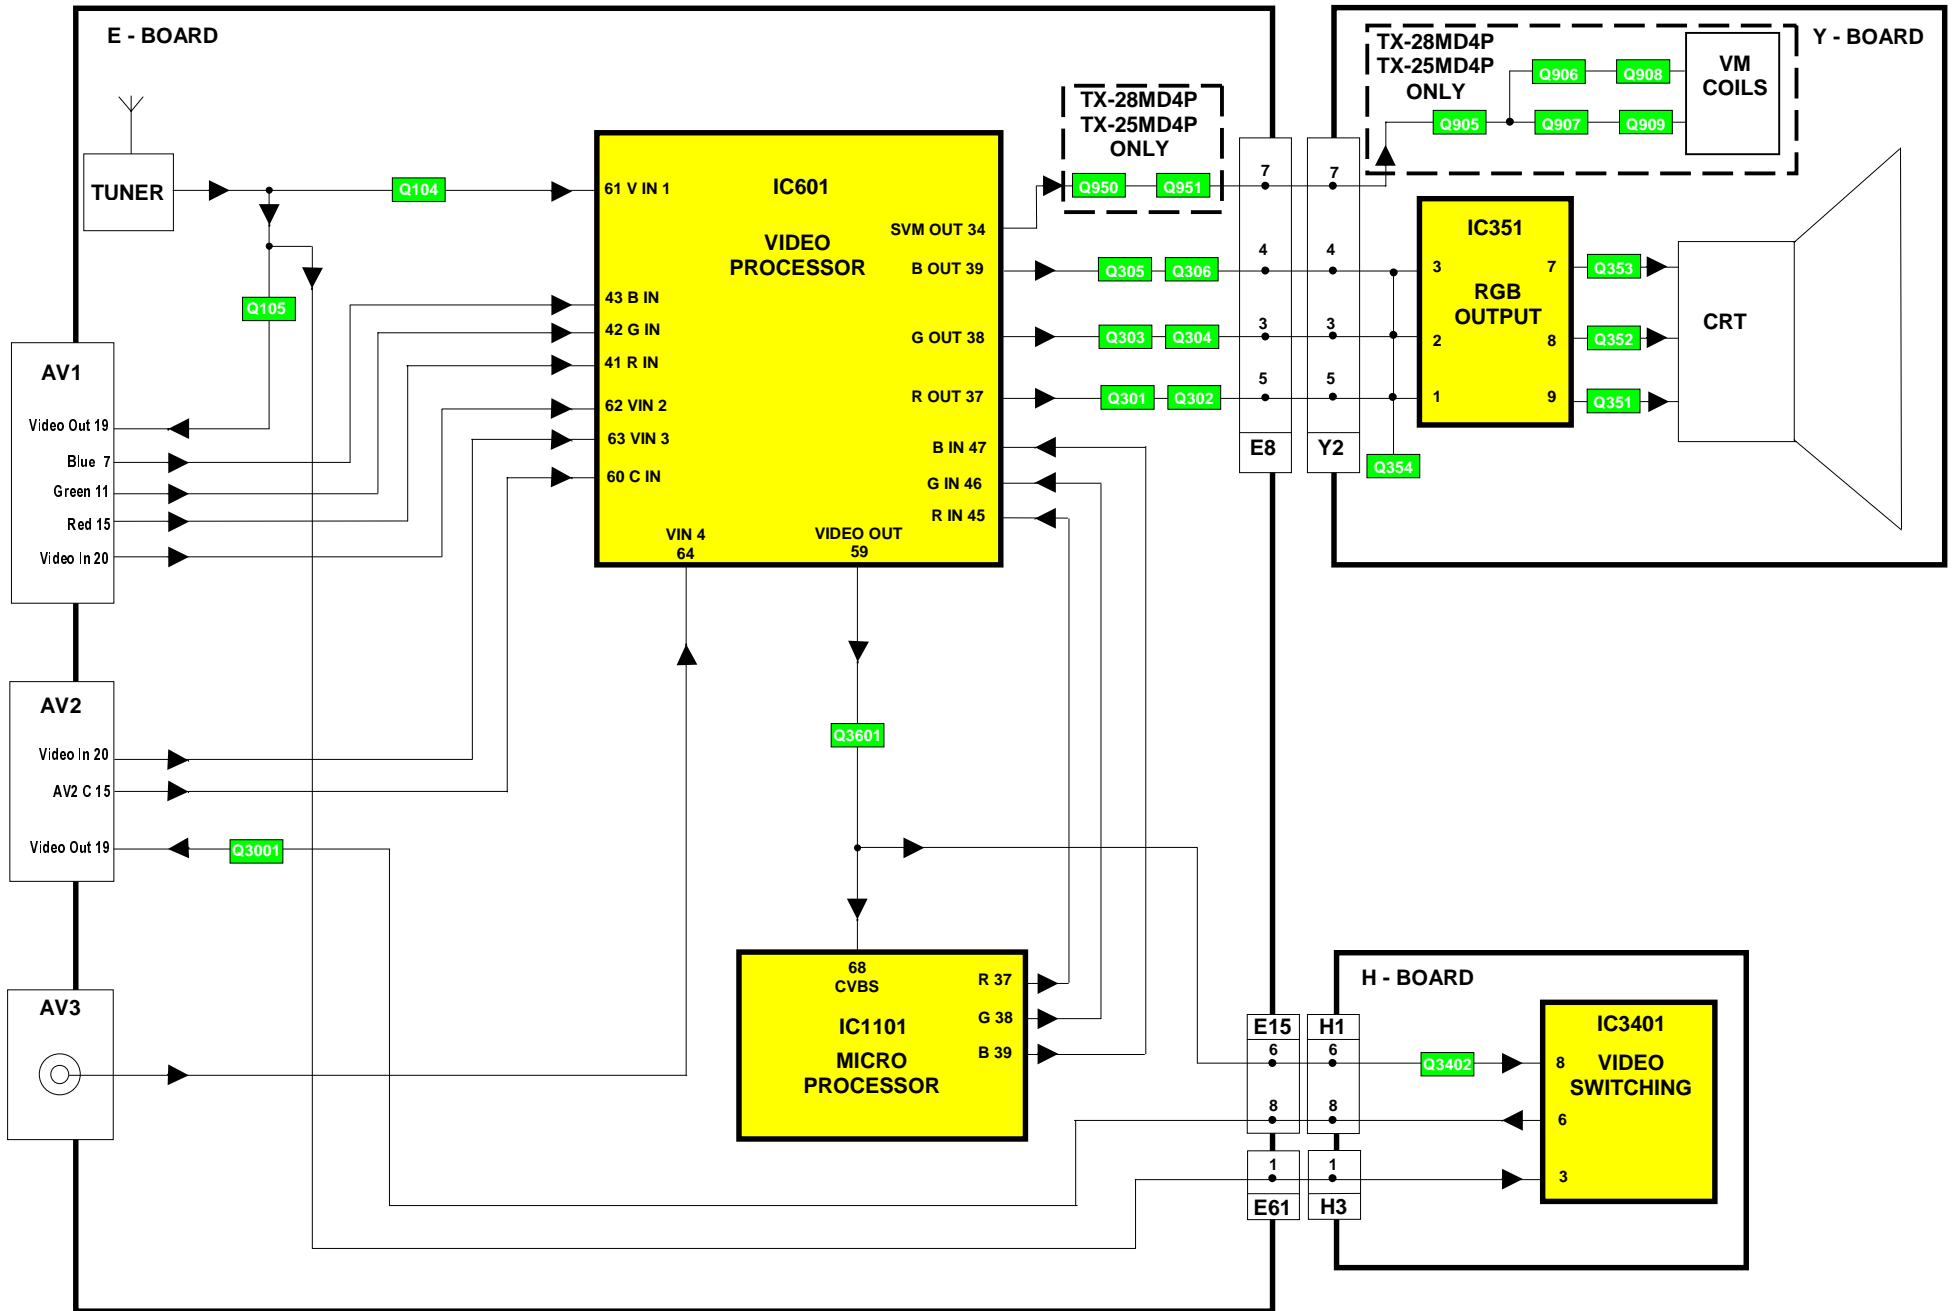 E - BOARD
TUNER
Q104
Q105
AV1
Video Out 19
Blue 7
Green 11
Red 15
Video In 20
AV2
Video In 20
AV2 C 15
Video Out 19
Q3001
AV3
IC601
VIDEO
PROCESSOR
61 V IN 1
43 B IN
42 G IN
41 R IN
62 VIN 2
63 VIN 3
60 C IN
VIN 4
64
VIDEO OUT
59
SVM OUT 34
B OUT 39
G OUT 38
R OUT 37
B IN 47
G IN 46
R IN 45
Q3601
68
CVBS
IC1101
MICRO
PROCESSOR
R 37
G 38
B 39
TX-28MD4P
TX-25MD4P
ONLY
Q950
Q951
Q305
Q306
Q303
Q304
Q301
Q302
7
4
3
5
E8
7
4
3
5
Y2
Y - BOARD
TX-28MD4P
TX-25MD4P
ONLY
Q905
Q906
Q908
Q907
Q909
VM
COILS
IC351
RGB
OUTPUT
3
2
1
7
8
9
Q353
Q352
Q351
Q354
CRT
H - BOARD
E15
6
8
1
E61
H1
6
8
1
H3
Q3402
IC3401
VIDEO
SWITCHING
8
6
3